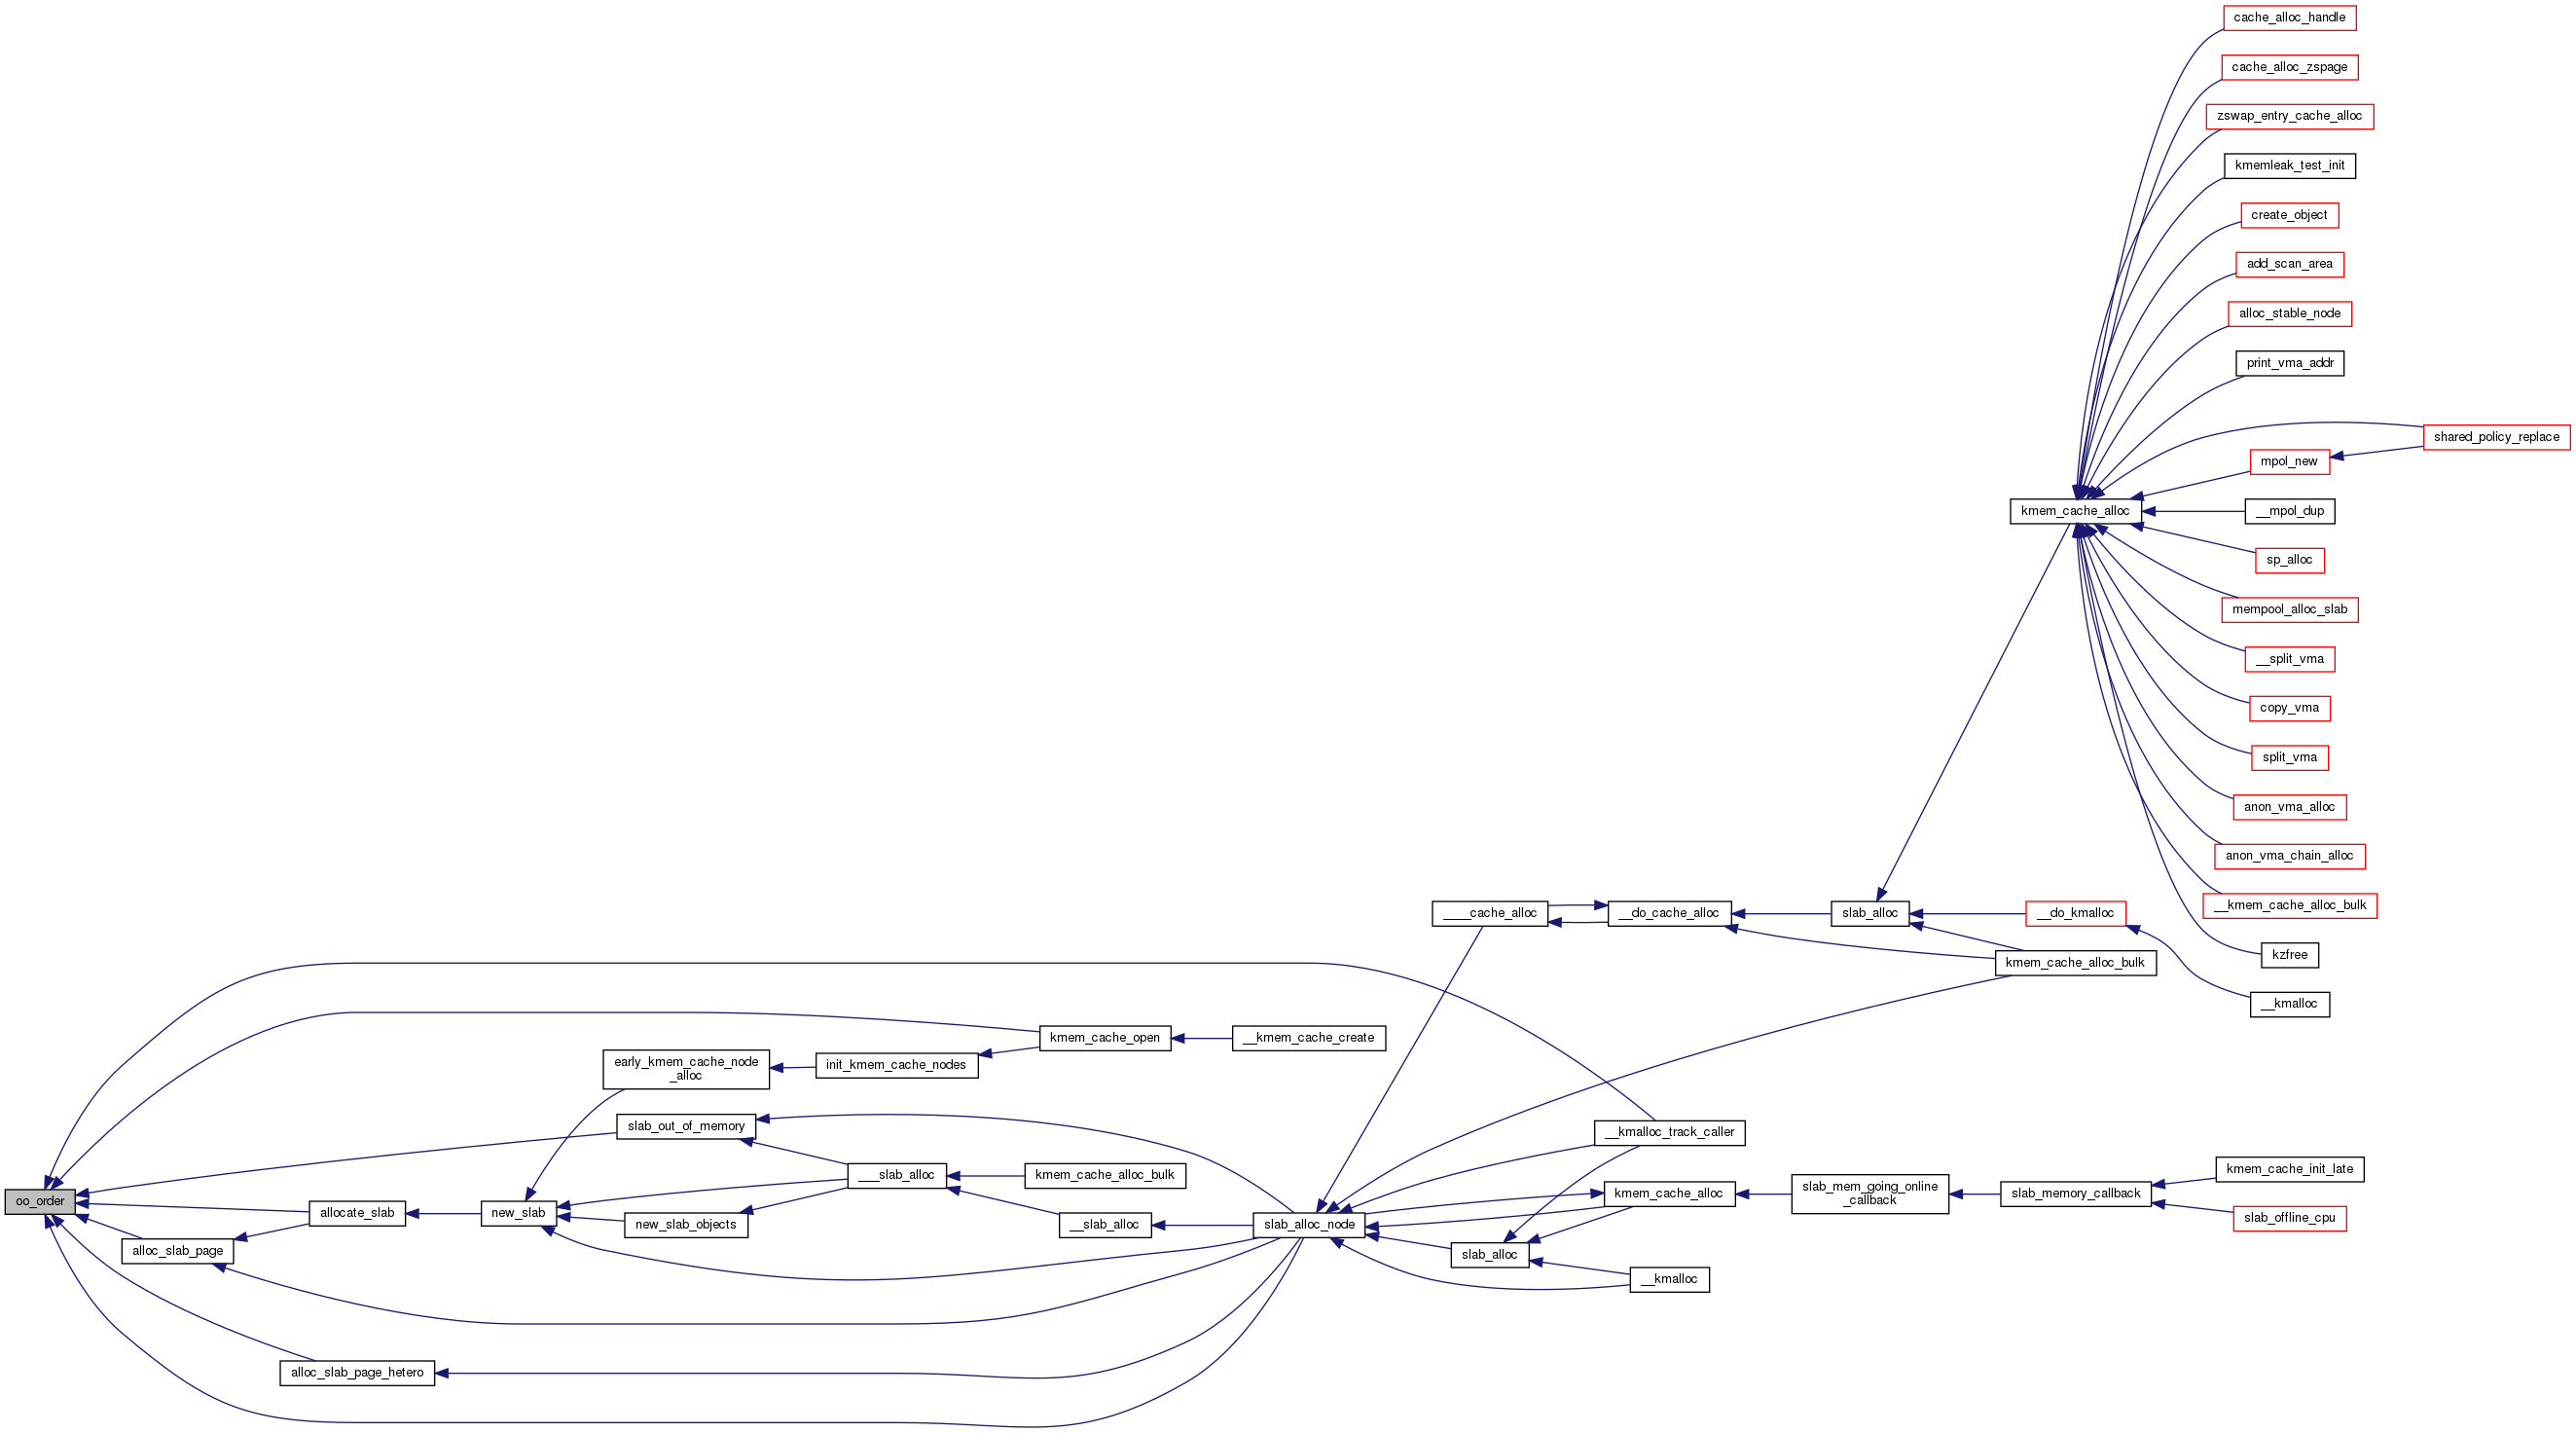 cache_alloc_handle
cache_alloc_zspage
zswap_entry_cache_alloc
kmemleak_test_init
create_object
add_scan_area
alloc_stable_node
print_vma_addr
shared_policy_replace
mpol_new
kmem_cache_alloc
__mpol_dup
sp_alloc
mempool_alloc_slab
__split_vma
copy_vma
split_vma
anon_vma_alloc
anon_vma_chain_alloc
__kmem_cache_alloc_bulk
____cache_alloc
__do_cache_alloc
slab_alloc
__do_kmalloc
kzfree
kmem_cache_alloc_bulk
__kmalloc
kmem_cache_open
__kmem_cache_create
early_kmem_cache_node
_alloc
init_kmem_cache_nodes
slab_out_of_memory
__kmalloc_track_caller
___slab_alloc
kmem_cache_alloc_bulk
kmem_cache_alloc
slab_mem_going_online
_callback
slab_memory_callback
kmem_cache_init_late
oo_order
allocate_slab
new_slab
new_slab_objects
__slab_alloc
slab_alloc_node
slab_offline_cpu
alloc_slab_page
slab_alloc
__kmalloc
alloc_slab_page_hetero